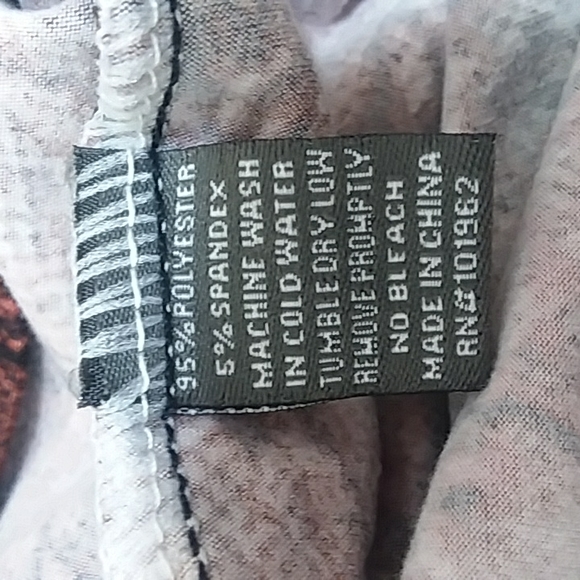 95% POLYESTER
5% SPANDEX
MACHINE WASH
IN COLD WATER
TUMBLE DRY LOW
REMOVE PROMPTLY
NO BLEACH
MADE IN CHINA
RN#101962